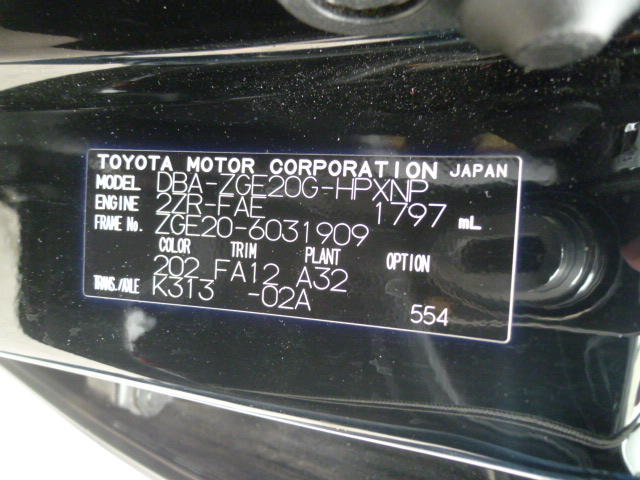 TOYOTA MOTOR CORPORATION JAPAN
MODEL DBA-ZGE20G-HPXNP
ENGINE 2ZR-FAE 1797 mL
FRAME No. ZGE20-6031909
COLOR TRIM PLANT OPTION
202 FA12 A32
TRANS./AXLE K313 -02A
554